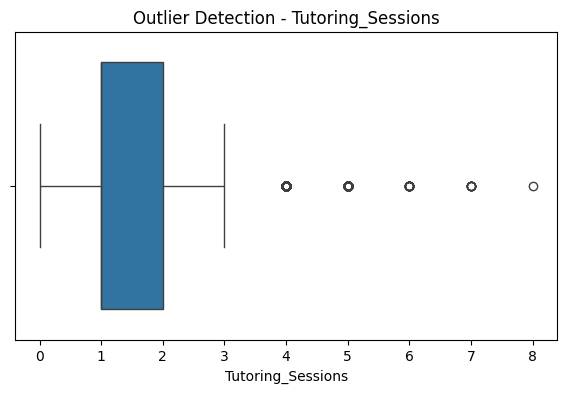 Outlier Detection - Tutoring_Sessions
0 1 2 3 4 5 6 7 8
Tutoring_Sessions